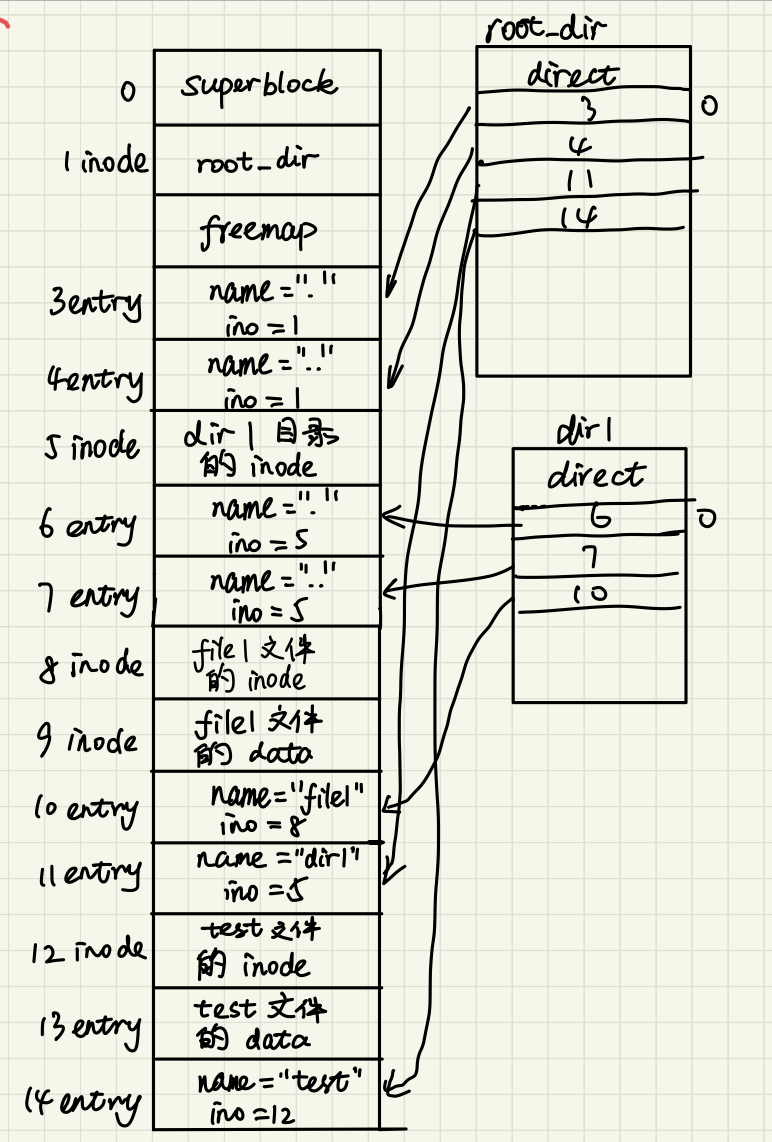 root_dir
direct
3 0
4
11
14
0 superblock
1 inode root_dir
freemap
3 entry name = "."
ino = 1
4 entry name = ".."
ino = 1
5 inode dir1 目录
的 inode
6 entry name = "."
ino = 5
7 entry name = ".."
ino = 5
8 inode file1 文件
的 inode
9 inode file1 文件
的 data
10 entry name = "file1"
ino = 8
11 entry name = "dir1"
ino = 5
12 inode test 文件
的 inode
13 entry test 文件
的 data
14 entry name = "test"
ino = 12
dir1
direct
6 0
7
10